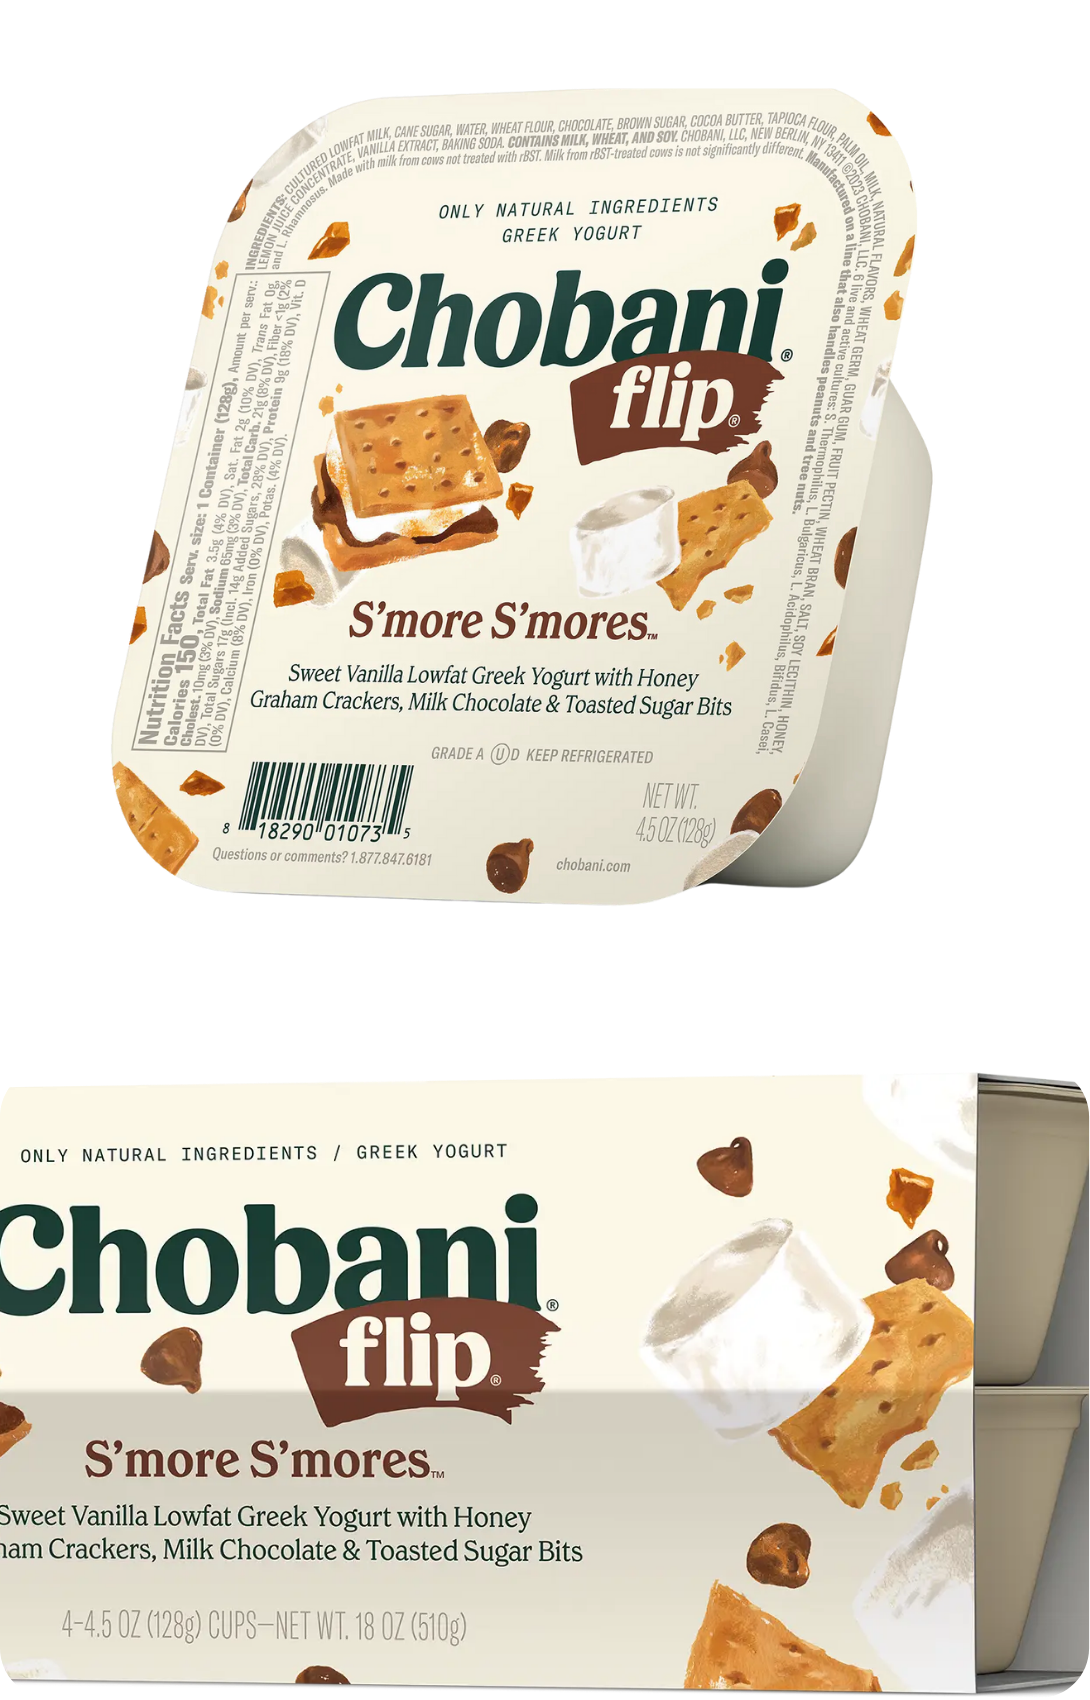 INGREDIENTS: CULTURED LOWFAT MILK, CANE SUGAR, WATER, WHEAT FLOUR, CHOCOLATE, BROWN SUGAR, COCOA BUTTER, TAPIOCA FLOUR, PALM OIL, MILK, NATURAL FLAVORS, WHEAT GERM, GUAR GUM, FRUIT PECTIN, WHEAT BRAN, SALT, SOY LECITHIN, HONEY,
LEMON JUICE CONCENTRATE, VANILLA EXTRACT, BAKING SODA. CONTAINS MILK, WHEAT, AND SOY. CHOBANI, LLC, NEW BERLIN, NY 13411 ©2023 CHOBANI, LLC. 6 live and active cultures: S. Thermophilus, L. Bulgaricus, L. Acidophilus, Bifidus, L. Casei,
and L. Rhamnosus. Made with milk from cows not treated with rBST. Milk from rBST-treated cows is not significantly different. Manufactured on a line that also handles peanuts and tree nuts.
ONLY NATURAL INGREDIENTS
GREEK YOGURT
Chobani®
flip®
Nutrition Facts Serv. size: 1 Container (128g), Amount per serv.:
Calories 150, Total Fat 3.5g (4% DV), Sat. Fat 2g (10% DV), Trans Fat 0g,
Cholest. 10mg (3% DV), Sodium 65mg (3% DV), Total Carb. 21g (8% DV), Fiber <1g (2%
DV), Total Sugars 17g (Incl. 14g Added Sugars, 28% DV), Protein 9g (18% DV), Vit. D
(0% DV), Calcium (8% DV), Iron (0% DV), Potas. (4% DV).
S'more S'mores™
Sweet Vanilla Lowfat Greek Yogurt with Honey
Graham Crackers, Milk Chocolate & Toasted Sugar Bits
GRADE A U D KEEP REFRIGERATED
NET WT.
4.5 OZ (128g)
8 18290 01073 5
Questions or comments? 1.877.847.6181
chobani.com
ONLY NATURAL INGREDIENTS / GREEK YOGURT
Chobani®
flip®
S'more S'mores™
Sweet Vanilla Lowfat Greek Yogurt with Honey
ham Crackers, Milk Chocolate & Toasted Sugar Bits
4-4.5 OZ (128g) CUPS—NET WT. 18 OZ (510g)